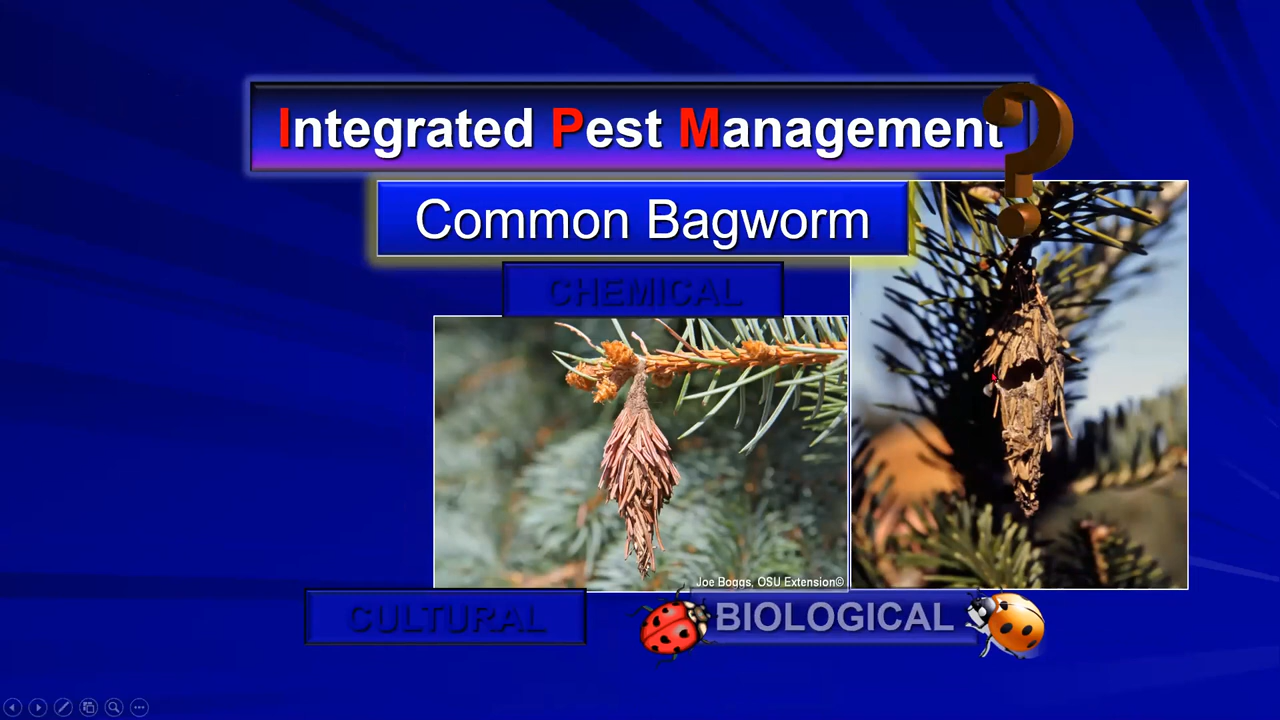 Integrated Pest Management
?
Common Bagworm
CHEMICAL
Joe Boggs, OSU Extension©
CULTURAL
BIOLOGICAL